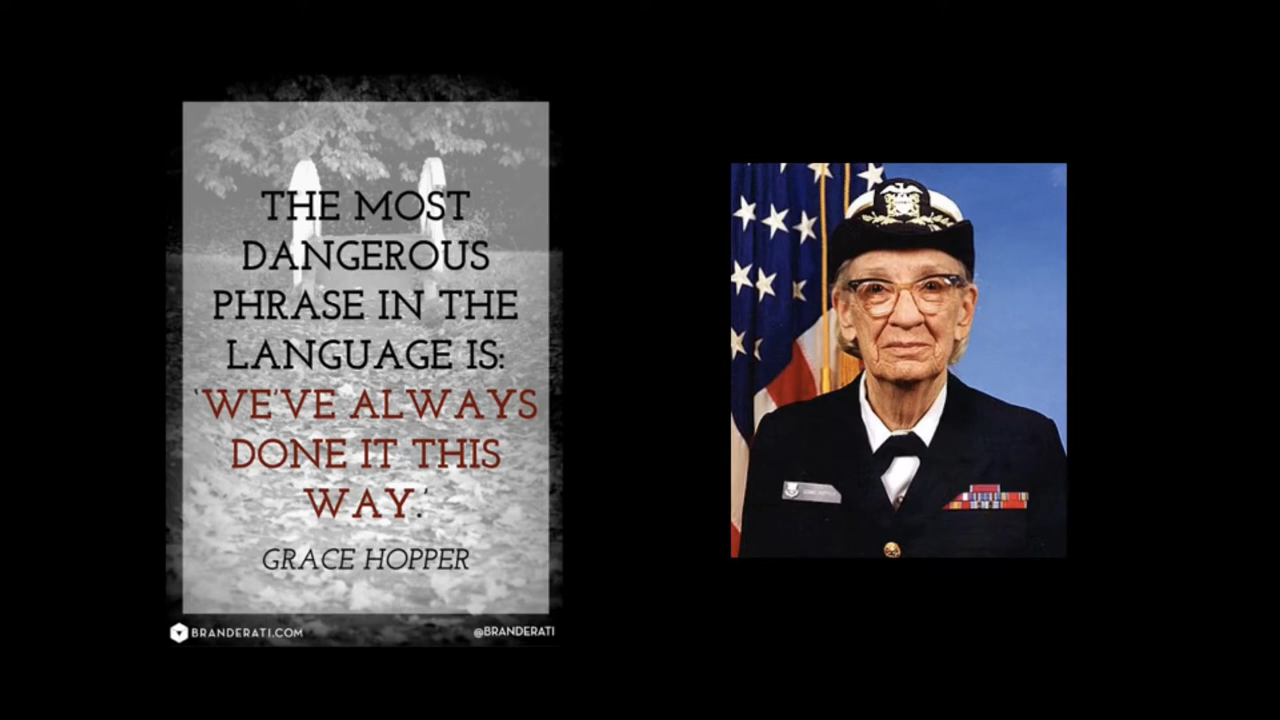 THE MOST
DANGEROUS
PHRASE IN THE
LANGUAGE IS:
‘WE'VE ALWAYS
DONE IT THIS
WAY.’
GRACE HOPPER
BRANDERATI.COM
@BRANDERATI